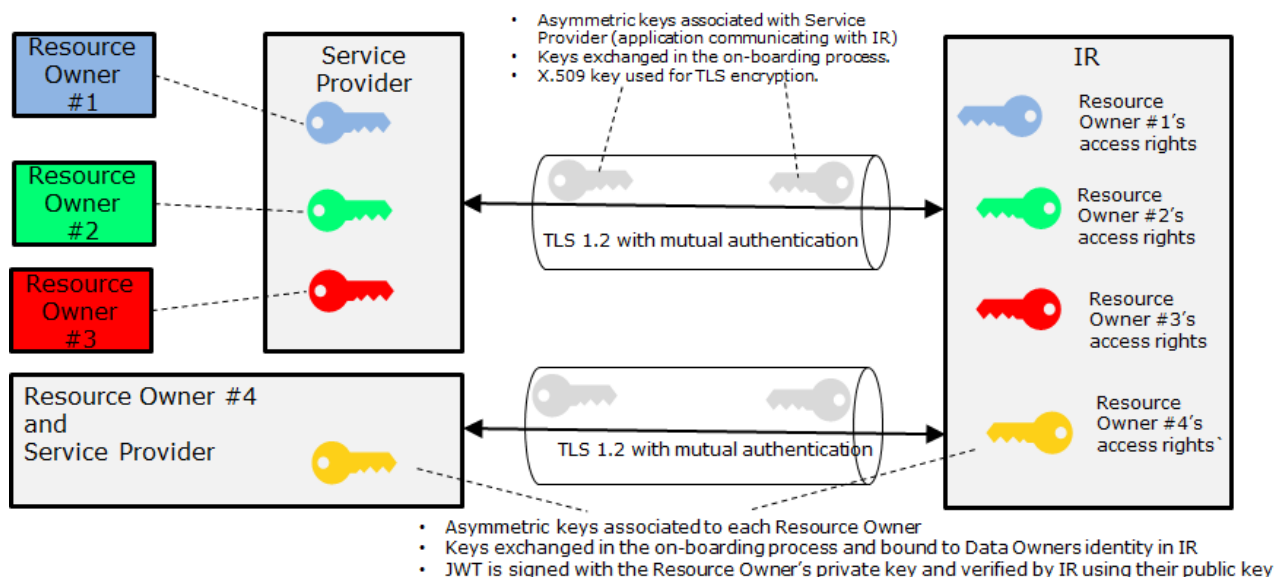 Resource
Owner
#1
Resource
Owner
#2
Resource
Owner
#3
Service
Provider
• Asymmetric keys associated with Service
Provider (application communicating with IR)
• Keys exchanged in the on-boarding process.
• X.509 key used for TLS encryption.
TLS 1.2 with mutual authentication
IR
Resource
Owner #1's
access rights
Resource
Owner #2's
access rights
Resource
Owner #3's
access rights
Resource
Owner #4's
access rights`
Resource Owner #4
and
Service Provider
TLS 1.2 with mutual authentication
• Asymmetric keys associated to each Resource Owner
• Keys exchanged in the on-boarding process and bound to Data Owners identity in IR
• JWT is signed with the Resource Owner's private key and verified by IR using their public key